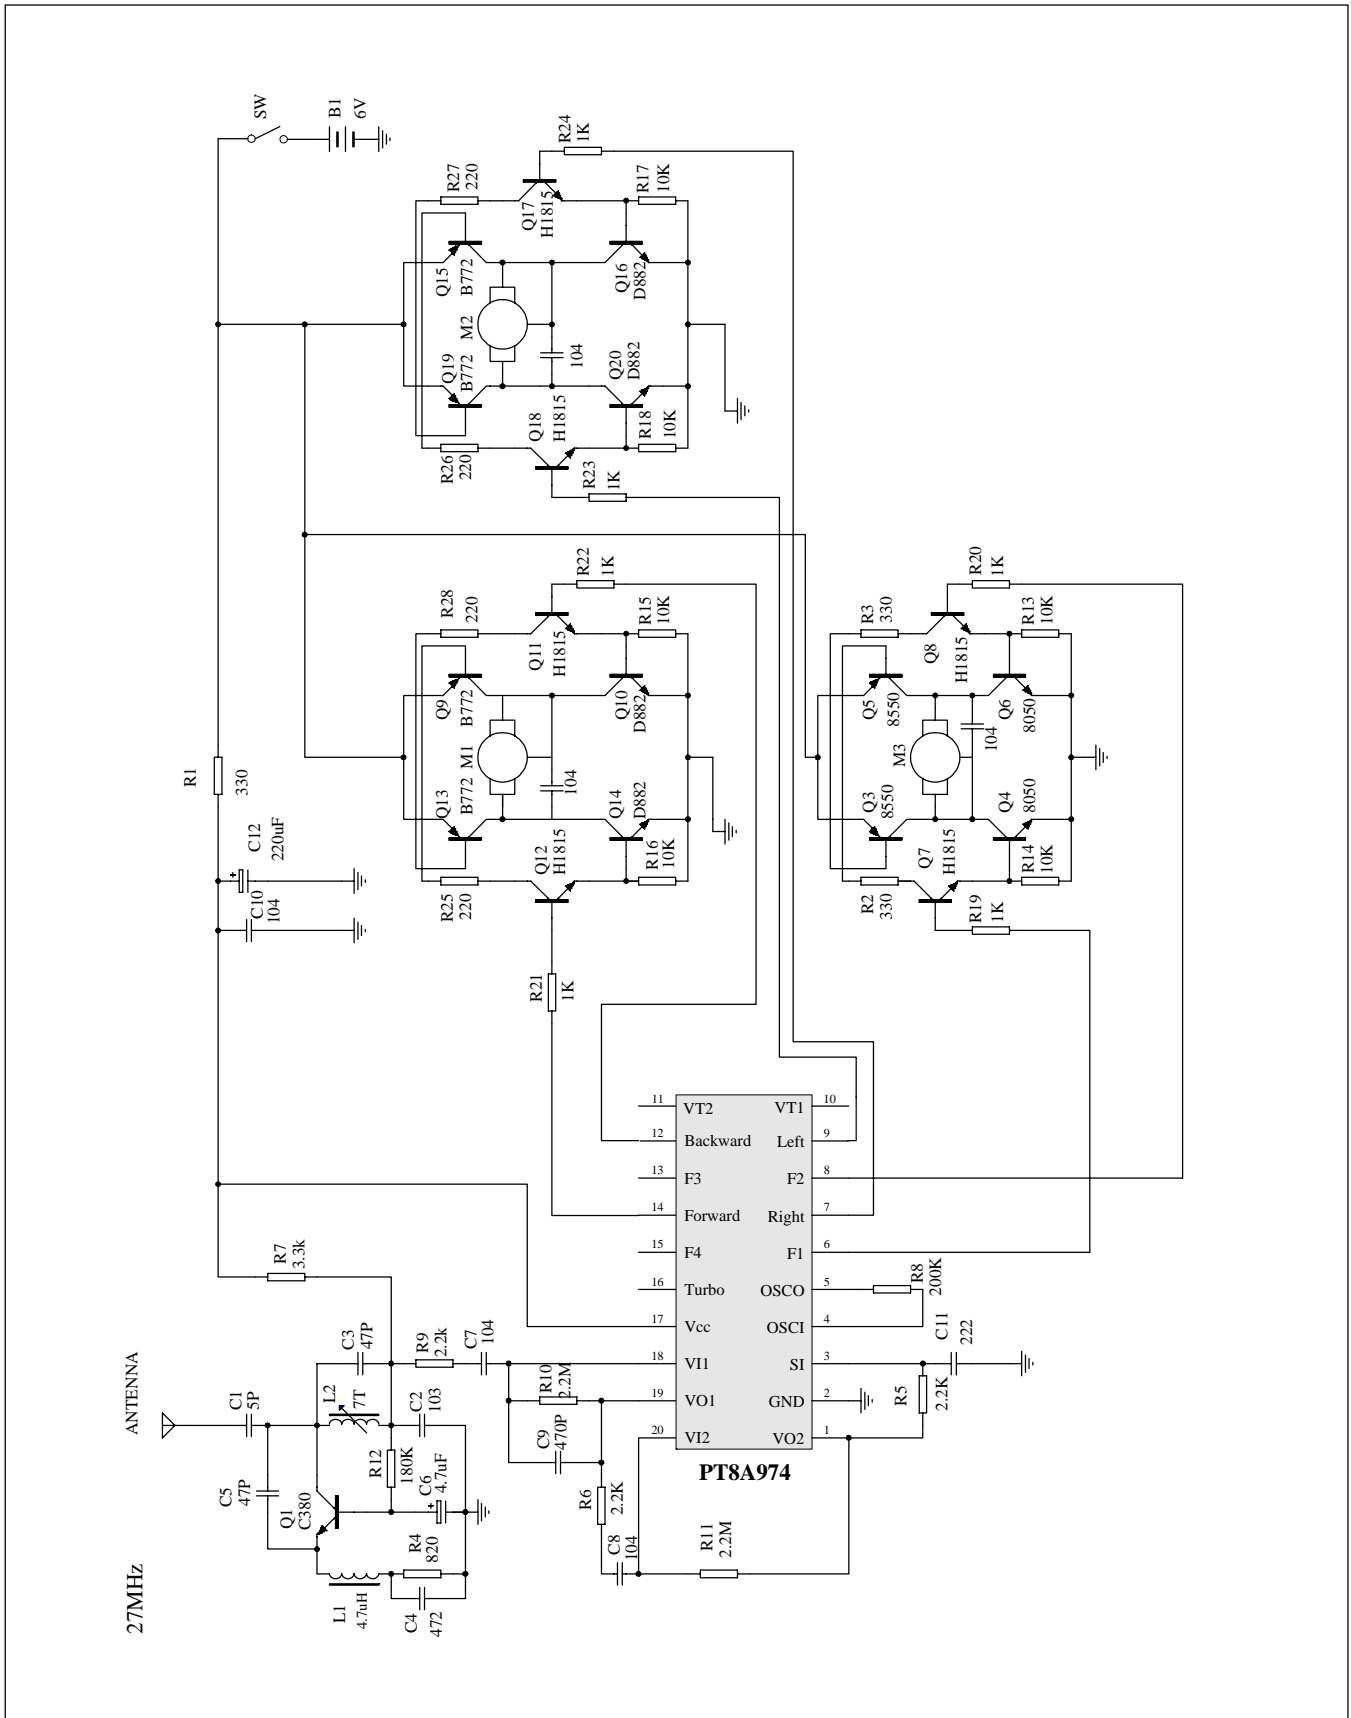 27MHz
ANTENNA
SW
B1
6V
R1
330
C12
220uF
+
C10
104
R7
3.3k
C1
5P
C5
47P
Q1
C380
L1
4.7uH
C4
472
R4
820
+
C6
4.7uF
R12
180K
L2
7T
C3
47P
C2
103
R9
2.2k
C7
104
R10
2.2M
C9
470P
R6
2.2K
C8
104
R11
2.2M
R24
1K
R27
220
Q17
H1815
R17
10K
Q15
B772
Q16
D882
M2
104
Q19
B772
Q20
D882
R26
220
Q18
H1815
R18
10K
R23
1K
R22
1K
R28
220
Q11
H1815
R15
10K
Q9
B772
Q10
D882
M1
104
Q13
B772
Q14
D882
R25
220
Q12
H1815
R16
10K
R21
1K
R20
1K
R3
330
Q8
H1815
R13
10K
Q5
8550
Q6
8050
M3
104
Q3
8550
Q4
8050
R2
330
Q7
H1815
R14
10K
R19
1K
11 VT2 VT1 10
12 Backward Left 9
13 F3 F2 8
14 Forward Right 7
15 F4 F1 6
16 Turbo OSCO 5
17 Vcc OSCI 4
18 VI1 SI 3
19 VO1 GND 2
20 VI2 VO2 1
PT8A974
R8
200K
C11
222
R5
2.2K